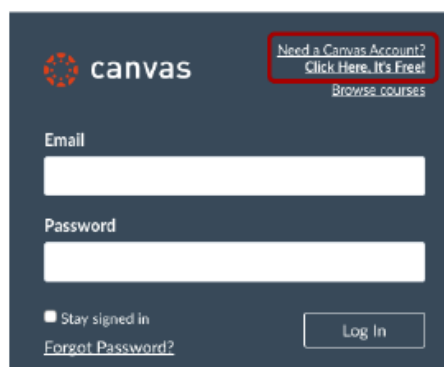 Need a Canvas Account?
Click Here, It's Free!
canvas
Browse courses
Email
Password
Stay signed in
Log In
Forgot Password?